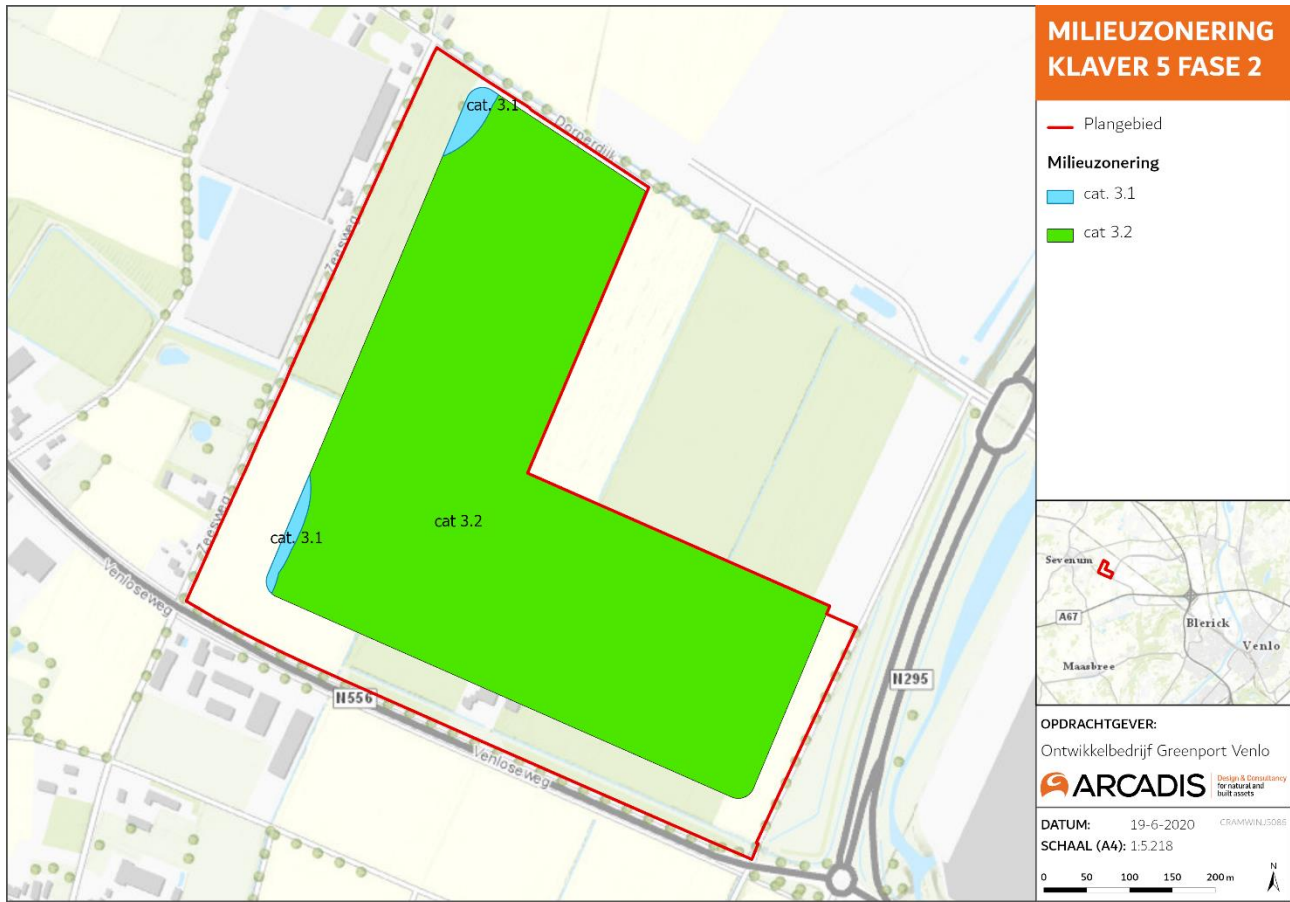 MILIEUZONERING
KLAVER 5 FASE 2
Plangebied
Milieuzonering
cat. 3.1
cat 3.2
cat. 3.1
Dorperdijk
Zeesweg
cat 3.2
cat. 3.1
Zeesweg
Venloseweg
N556
Venloseweg
N295
Sevenum
A67
Blerick
Venlo
Maasbree
OPDRACHTGEVER:
Ontwikkelbedrijf Greenport Venlo
ARCADIS
Design & Consultancy
for natural and
built assets
DATUM: 19-6-2020
SCHAAL (A4): 1:5.218
0 50 100 150 200 m
N